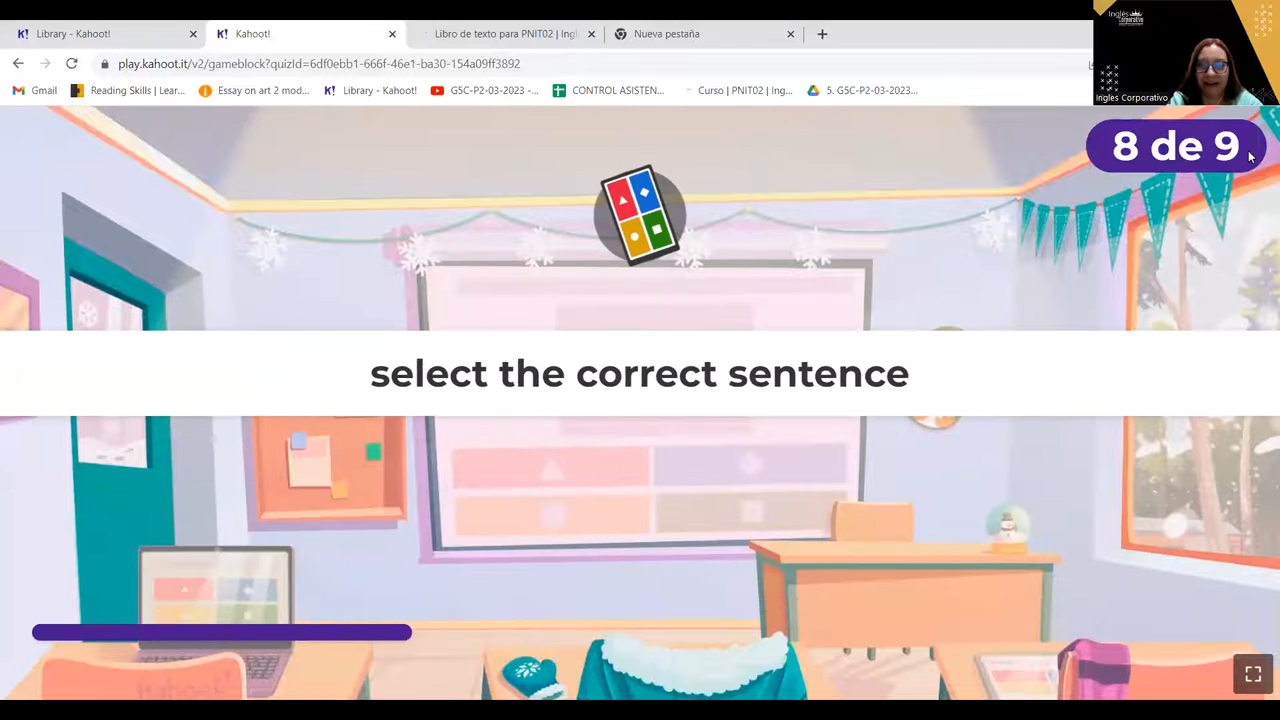 Library - Kahoot!
Kahoot!
Libro de texto para PNIT02 | Ingl
Nueva pestaña
play.kahoot.it/v2/gameblock?quizId=6df0ebb1-666f-46e1-ba30-154a09ff3892
Gmail
Reading Skills | Lear...
Essay on art 2 mod...
Library - Kahoot!
G5C-P2-03-2023 -...
CONTROL ASISTEN...
Curso | PNIT02 | Ing...
5. G5C-P2-03-2023...
Inglés
Corporativo
Ingles Corporativo
8 de 9
select the correct sentence